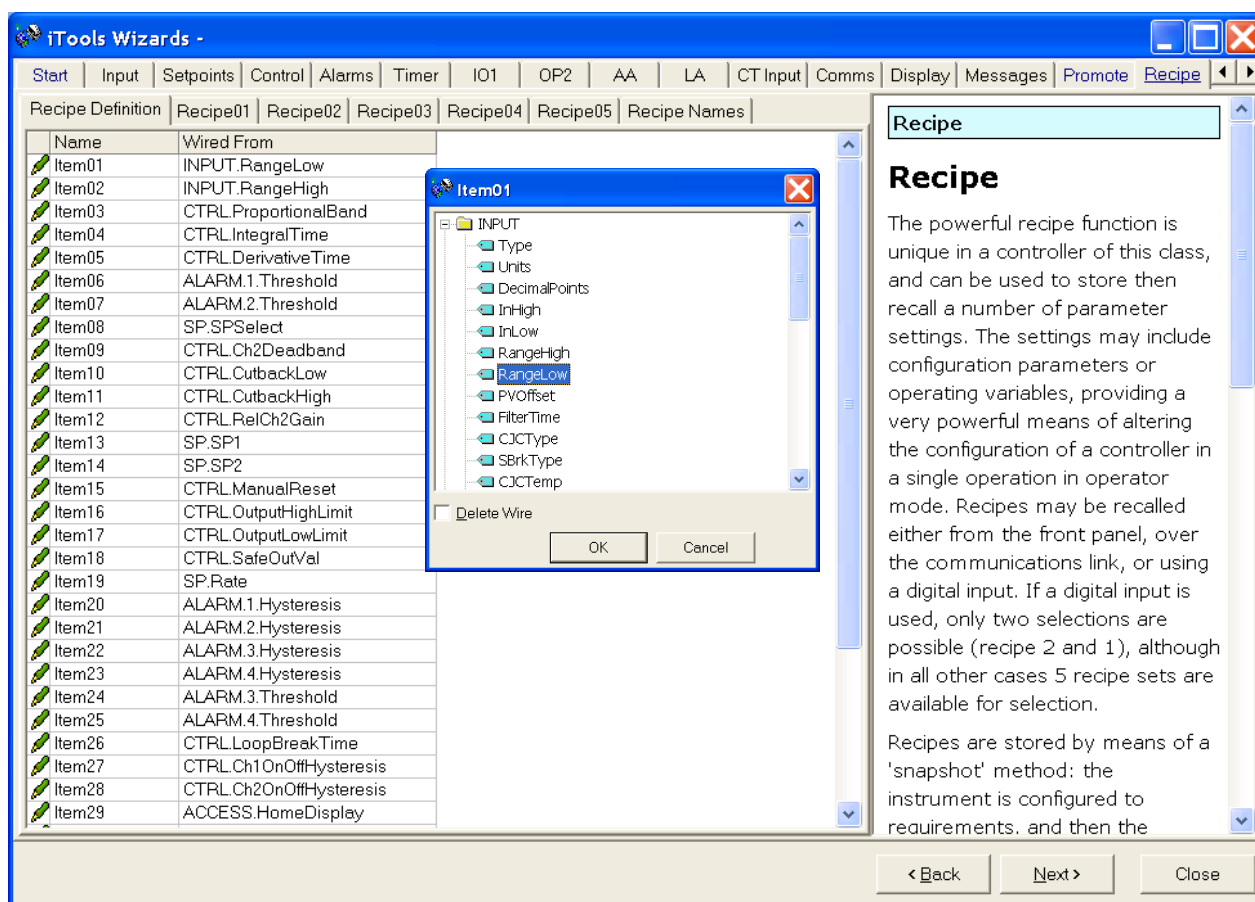 iTools Wizards -
Start Input Setpoints Control Alarms Timer IO1 OP2 AA LA CT Input Comms Display Messages Promote Recipe
Recipe Definition Recipe01 Recipe02 Recipe03 Recipe04 Recipe05 Recipe Names
Name Wired From
Item01 INPUT.RangeLow
Item02 INPUT.RangeHigh
Item03 CTRL.ProportionalBand
Item04 CTRL.IntegralTime
Item05 CTRL.DerivativeTime
Item06 ALARM.1.Threshold
Item07 ALARM.2.Threshold
Item08 SP.SPSelect
Item09 CTRL.Ch2Deadband
Item10 CTRL.CutbackLow
Item11 CTRL.CutbackHigh
Item12 CTRL.RelCh2Gain
Item13 SP.SP1
Item14 SP.SP2
Item15 CTRL.ManualReset
Item16 CTRL.OutputHighLimit
Item17 CTRL.OutputLowLimit
Item18 CTRL.SafeOutVal
Item19 SP.Rate
Item20 ALARM.1.Hysteresis
Item21 ALARM.2.Hysteresis
Item22 ALARM.3.Hysteresis
Item23 ALARM.4.Hysteresis
Item24 ALARM.3.Threshold
Item25 ALARM.4.Threshold
Item26 CTRL.LoopBreakTime
Item27 CTRL.Ch1OnOffHysteresis
Item28 CTRL.Ch2OnOffHysteresis
Item29 ACCESS.HomeDisplay
Item01
INPUT
Type
Units
DecimalPoints
InHigh
InLow
RangeHigh
RangeLow
PVOffset
FilterTime
CJCType
SBrkType
CJCTemp
Delete Wire
OK Cancel
Recipe
Recipe
The powerful recipe function is
unique in a controller of this class,
and can be used to store then
recall a number of parameter
settings. The settings may include
configuration parameters or
operating variables, providing a
very powerful means of altering
the configuration of a controller in
a single operation in operator
mode. Recipes may be recalled
either from the front panel, over
the communications link, or using
a digital input. If a digital input is
used, only two selections are
possible (recipe 2 and 1), although
in all other cases 5 recipe sets are
available for selection.
Recipes are stored by means of a
'snapshot' method: the
instrument is configured to
requirements, and then the
< Back Next > Close